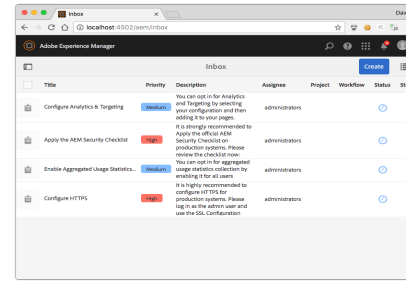 Inbox
Dav
localhost:4502/aem/inbox
Adobe Experience Manager
Inbox
Create
Title Priority Description Assignee Project Workflow Status St
Configure Analytics & Targeting Medium You can opt in for Analytics
and Targeting by selecting
your configuration and then
adding it to your pages.
administrators
Apply the AEM Security Checklist High It is strongly recommended to
Apply the official AEM
Security Checklist on
production systems. Please
review the checklist now:
administrators
Enable Aggregated Usage Statistics... Medium You can opt in for aggregated
usage statistics collection by
enabling it for all users
administrators
Configure HTTPS High It is highly recommended to
configure HTTPS for
production systems. Please
log in as the admin user and
use the SSL Configuration
administrators